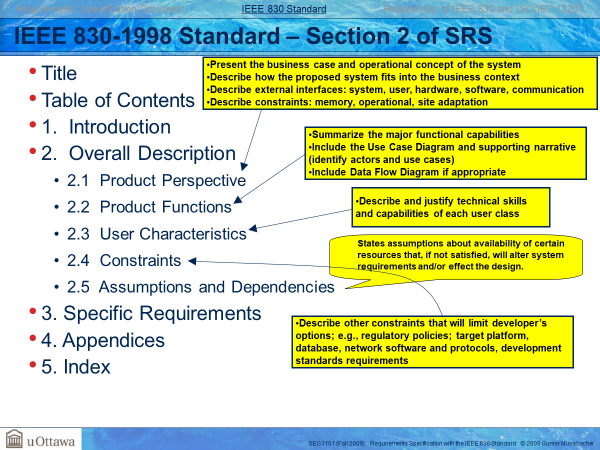 IEEE 830 Standard
IEEE 830-1998 Standard – Section 2 of SRS
•Present the business case and operational concept of the system
•Describe how the proposed system fits into the business context
•Describe external interfaces: system, user, hardware, software, communication
•Describe constraints: memory, operational, site adaptation
• Title
• Table of Contents
• 1. Introduction
• 2. Overall Description
•Summarize the major functional capabilities
•Include the Use Case Diagram and supporting narrative
(identify actors and use cases)
•Include Data Flow Diagram if appropriate
• 2.1 Product Perspective
• 2.2 Product Functions
•Describe and justify technical skills
and capabilities of each user class
• 2.3 User Characteristics
States assumptions about availability of certain
resources that, if not satisfied, will alter system
requirements and/or effect the design.
• 2.4 Constraints
• 2.5 Assumptions and Dependencies
• 3. Specific Requirements
• 4. Appendices
• 5. Index
•Describe other constraints that will limit developer's
options; e.g., regulatory policies; target platform,
database, network software and protocols, development
standards requirements
uOttawa
SEG3101 (Fall 2009). Requirements Specification with the IEEE 830 Standard. © 2009 Gunter Mussbacher